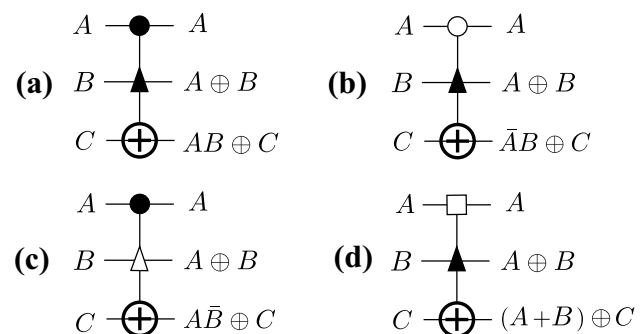 A A A A
(a) B A ⊕ B (b) B A ⊕ B
C AB ⊕ C C ĀB ⊕ C
A A A A
(c) B A ⊕ B (d) B A ⊕ B
C AB̄ ⊕ C C (A+B) ⊕ C